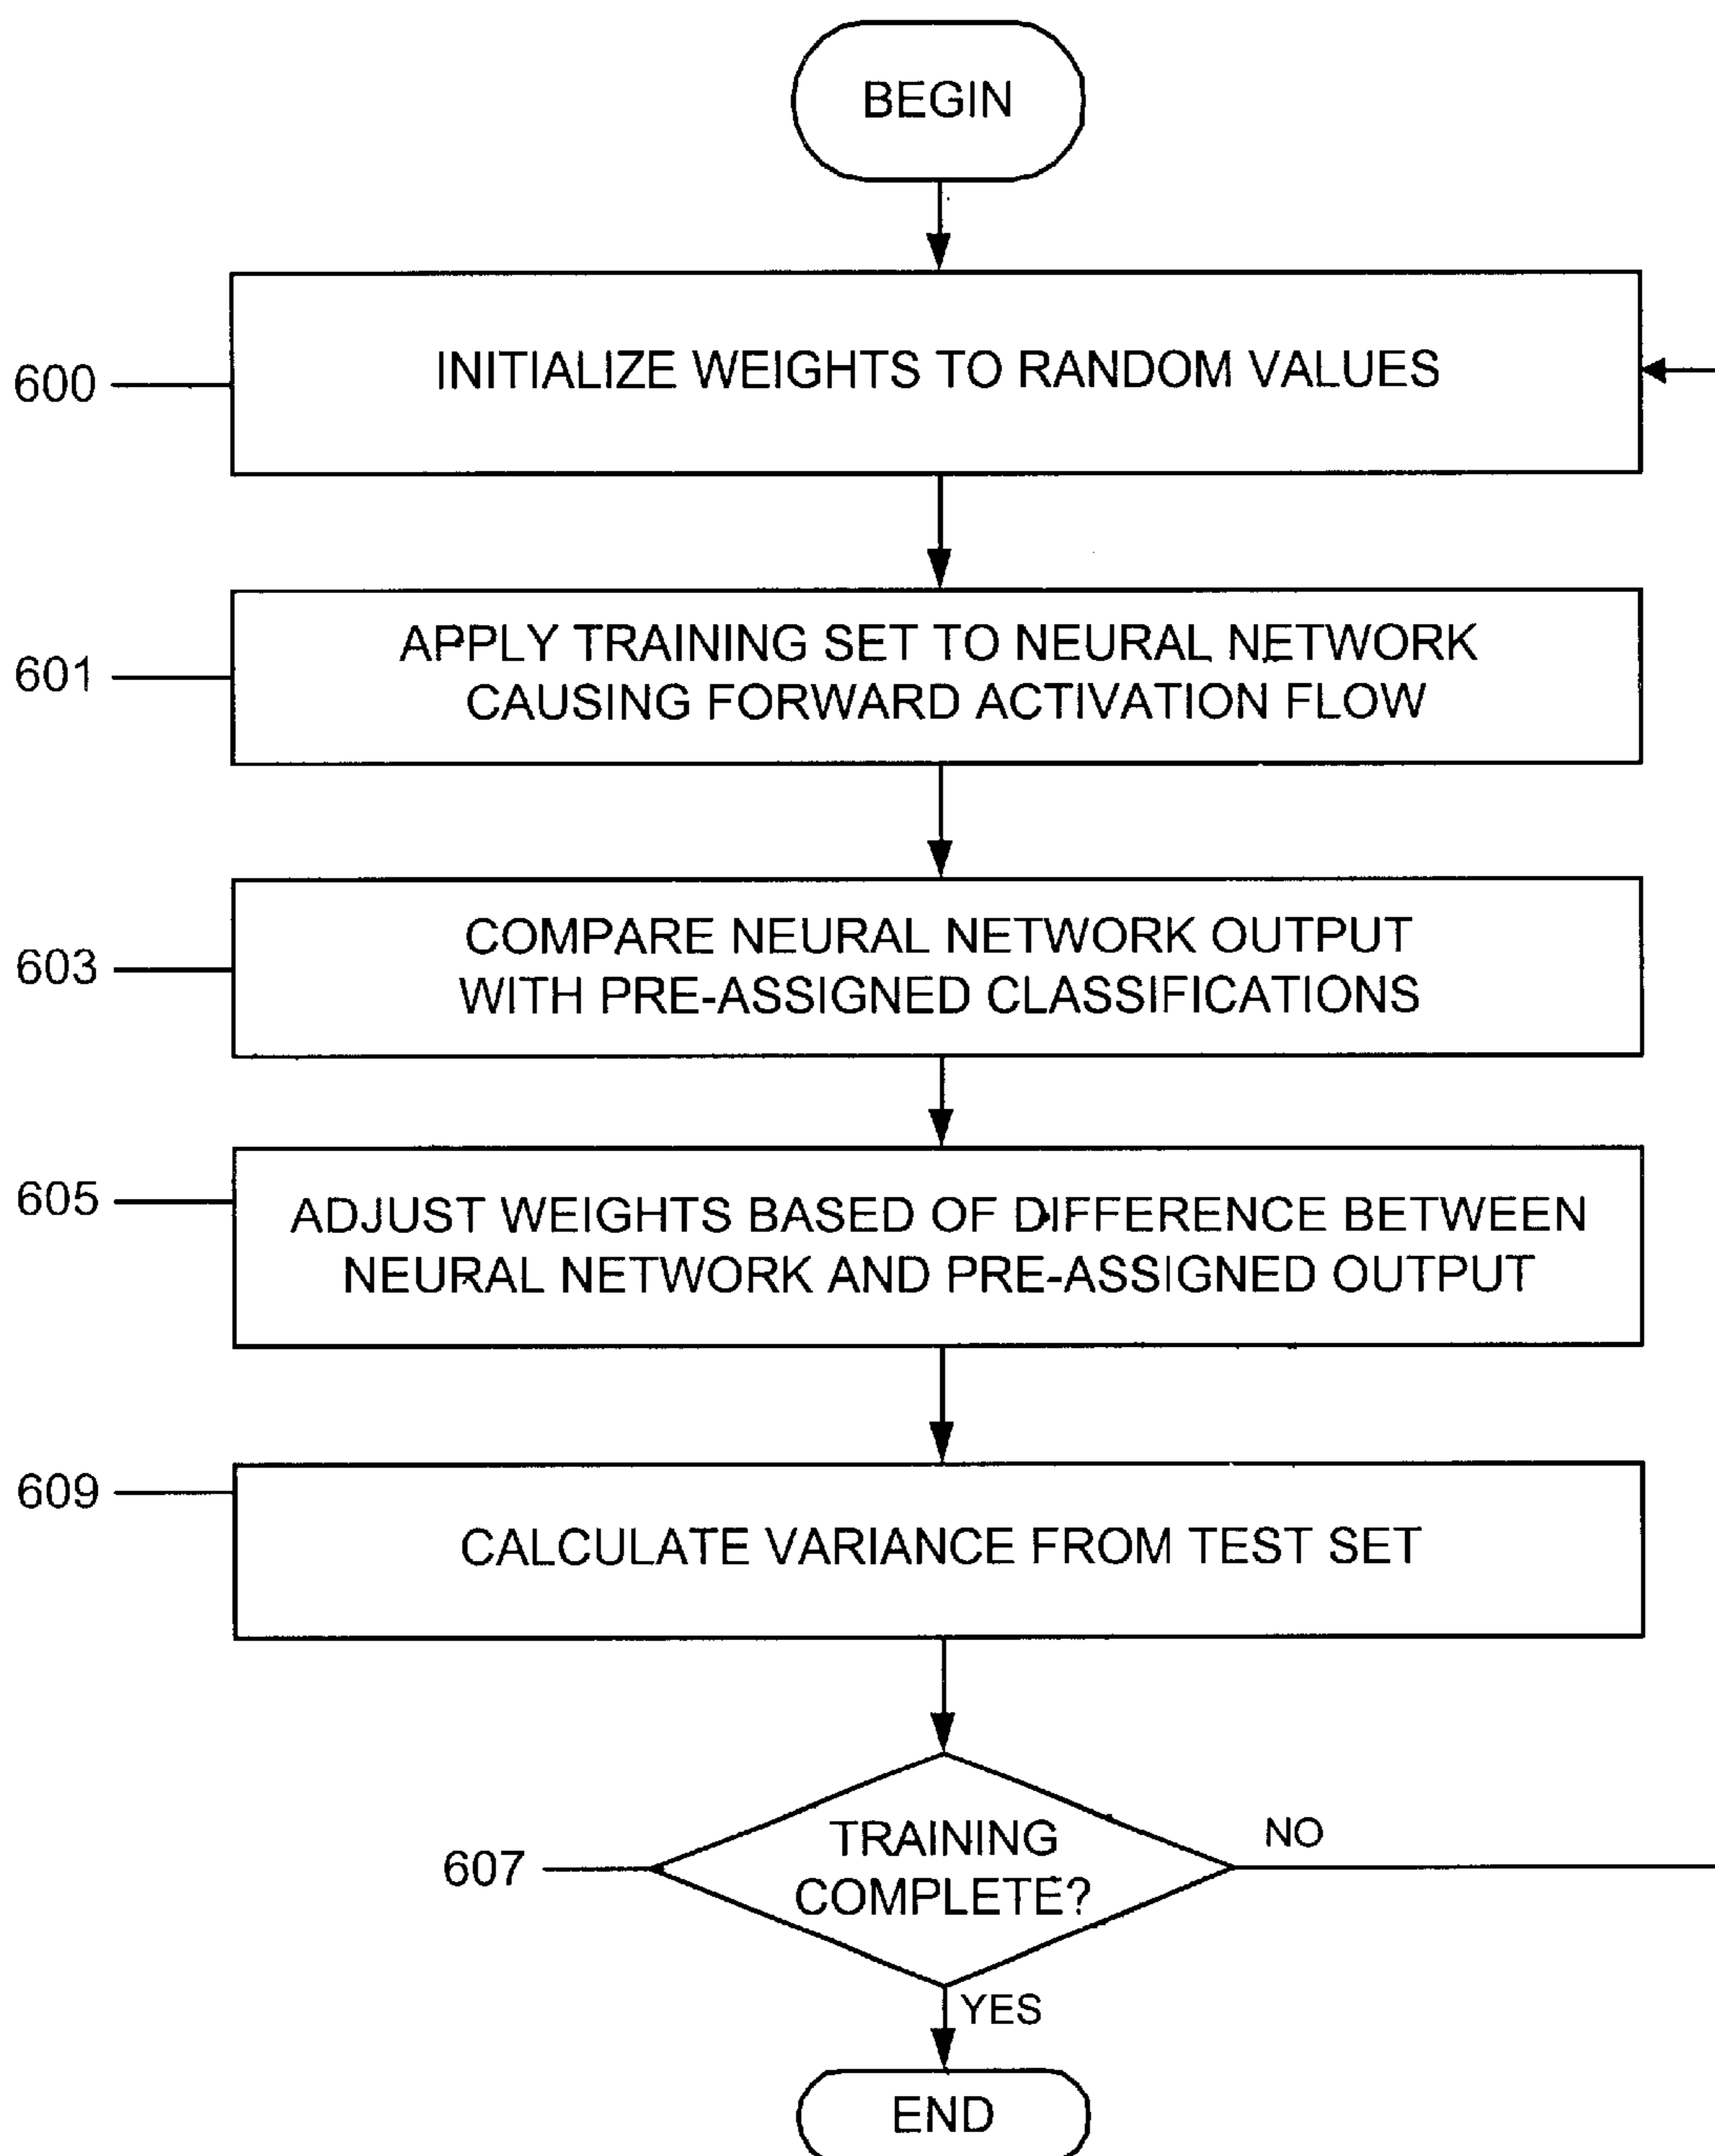 BEGIN
600
INITIALIZE WEIGHTS TO RANDOM VALUES
601
APPLY TRAINING SET TO NEURAL NETWORK
CAUSING FORWARD ACTIVATION FLOW
603
COMPARE NEURAL NETWORK OUTPUT
WITH PRE-ASSIGNED CLASSIFICATIONS
605
ADJUST WEIGHTS BASED OF DIFFERENCE BETWEEN
NEURAL NETWORK AND PRE-ASSIGNED OUTPUT
609
CALCULATE VARIANCE FROM TEST SET
607
TRAINING
COMPLETE?
NO
YES
END